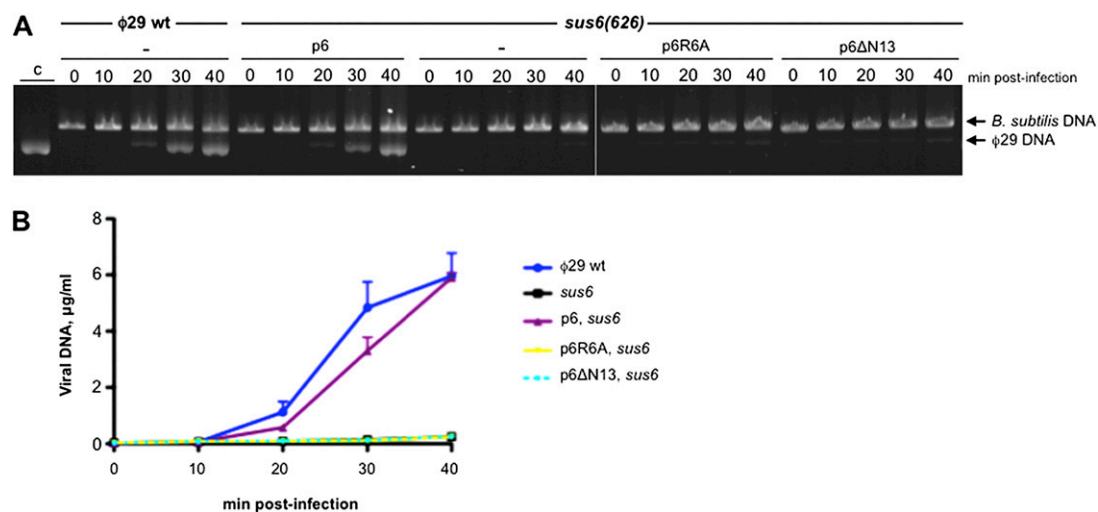 A
ϕ29 wt
sus6(626)
- p6 - p6R6A p6ΔN13
c 0 10 20 30 40 0 10 20 30 40 0 10 20 30 40 0 10 20 30 40 0 10 20 30 40 min post-infection
B. subtilis DNA
ϕ29 DNA
B
8
6
4
2
0
Viral DNA, μg/ml
0 10 20 30 40
min post-infection
ϕ29 wt
sus6
p6, sus6
p6R6A, sus6
p6ΔN13, sus6